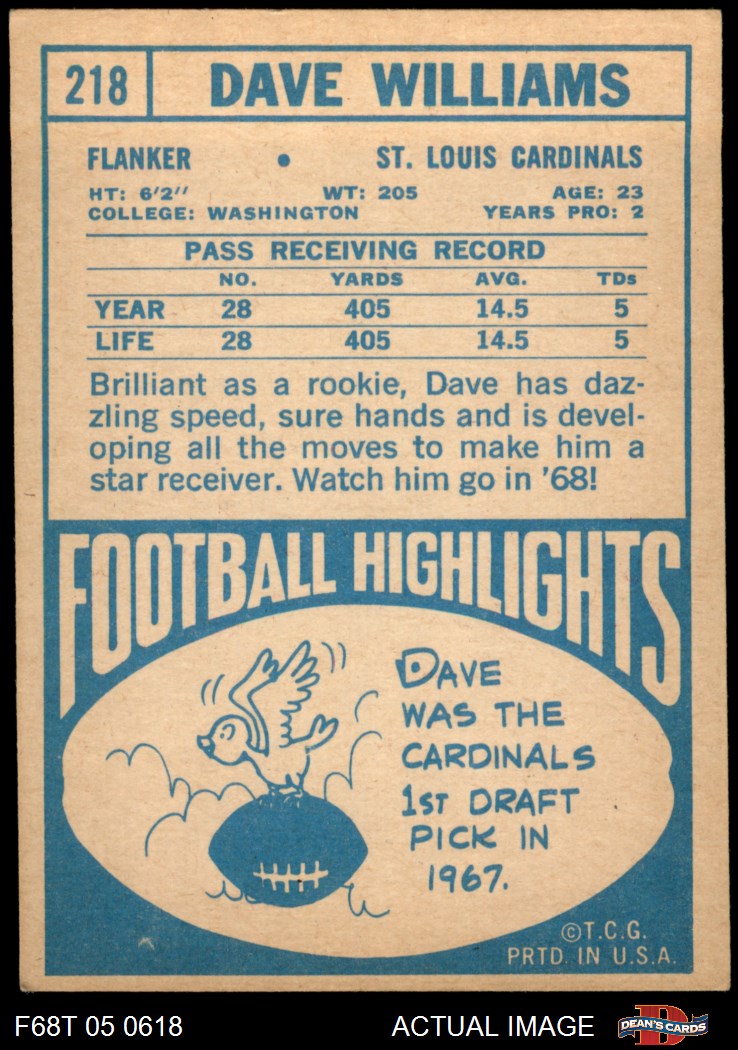 218 DAVE WILLIAMS
FLANKER • ST. LOUIS CARDINALS
HT: 6'2" WT: 205 AGE: 23
COLLEGE: WASHINGTON YEARS PRO: 2
PASS RECEIVING RECORD
NO. YARDS AVG. TDs
YEAR 28 405 14.5 5
LIFE 28 405 14.5 5
Brilliant as a rookie, Dave has daz-
zling speed, sure hands and is devel-
oping all the moves to make him a
star receiver. Watch him go in '68!
FOOTBALL HIGHLIGHTS
DAVE
WAS THE
CARDINALS
1ST DRAFT
PICK IN
1967.
©T.C.G.
PRTD. IN U.S.A.
F68T 05 0618 ACTUAL IMAGE D DEAN'S CARDS